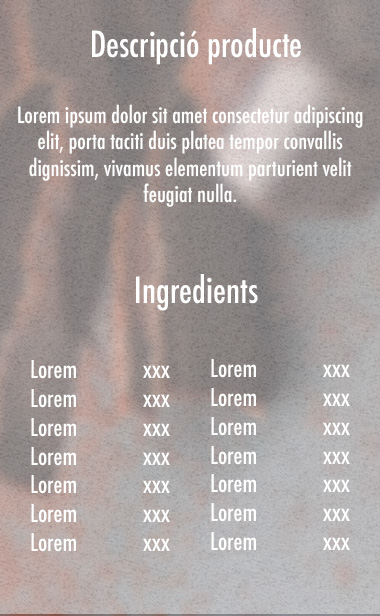 Descripció producte
Lorem ipsum dolor sit amet consectetur adipiscing
elit, porta taciti duis platea tempor convallis
dignissim, vivamus elementum parturient velit
feugiat nulla.
Ingredients
Lorem xxx Lorem xxx
Lorem xxx Lorem xxx
Lorem xxx Lorem xxx
Lorem xxx Lorem xxx
Lorem xxx Lorem xxx
Lorem xxx Lorem xxx
Lorem xxx Lorem xxx